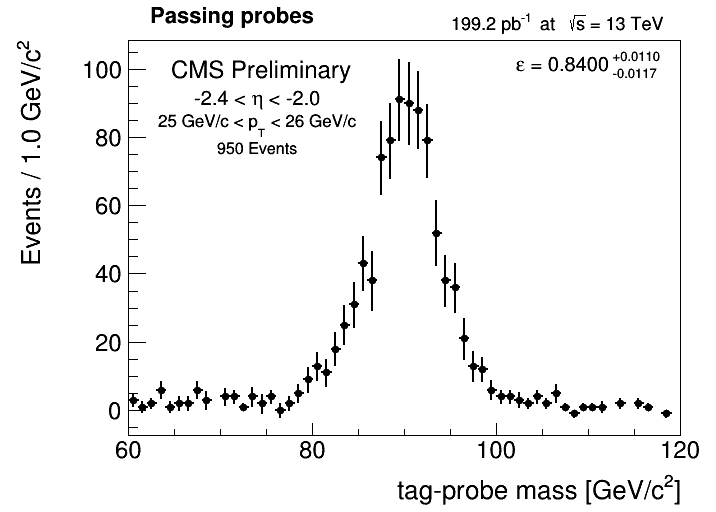 Passing probes
199.2 pb⁻¹ at √s = 13 TeV
CMS Preliminary
ε = 0.8400 +0.0110 -0.0117
-2.4 < η < -2.0
25 GeV/c < p_T < 26 GeV/c
950 Events
Events / 1.0 GeV/c²
100
80
60
40
20
0
60 80 100 120
tag-probe mass [GeV/c²]